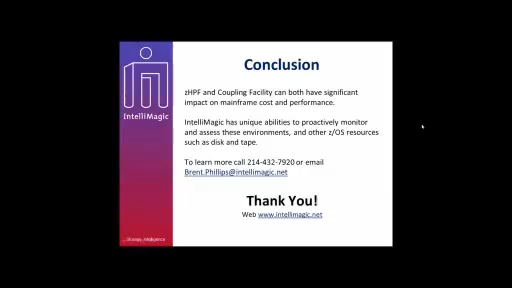 Conclusion
zHPF and Coupling Facility can both have significant
impact on mainframe cost and performance.
IntelliMagic
IntelliMagic has unique abilities to proactively monitor
and assess these environments, and other z/OS resources
such as disk and tape.
To learn more call 214-432-7920 or email
Brent.Phillips@intellimagic.net
Thank You!
Web www.intellimagic.net